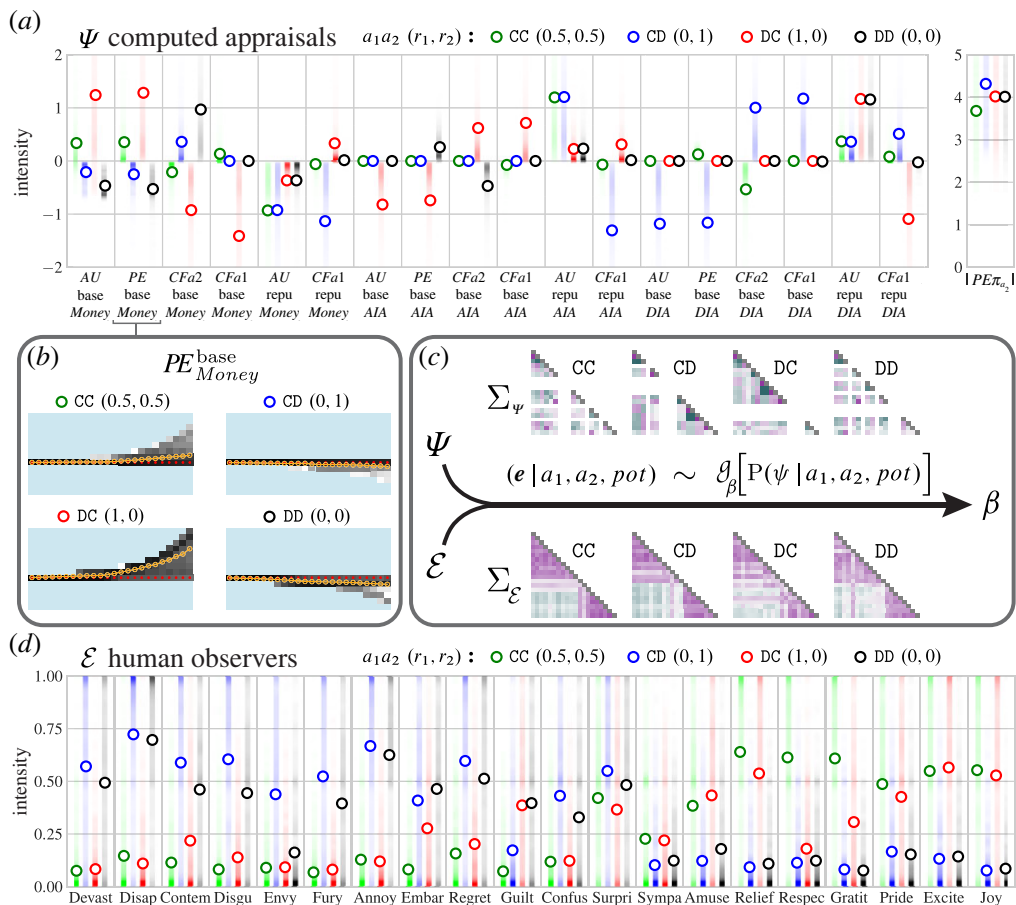 (a)
Ψ computed appraisals
a1a2 (r1, r2) : CC (0.5, 0.5) CD (0, 1) DC (1, 0) DD (0, 0)
2
1
0
−1
−2
intensity
5
4
3
2
1
0
AU PE CFa2 CFa1 AU CFa1 AU PE CFa2 CFa1 AU CFa1 AU PE CFa2 CFa1 AU CFa1
base base base base repu repu base base base base repu repu base base base base repu repu
Money Money Money Money Money Money AIA AIA AIA AIA AIA AIA DIA DIA DIA DIA DIA DIA
|PEπa2|
(b)
PE base Money
CC (0.5, 0.5) CD (0, 1)
DC (1, 0) DD (0, 0)
(c)
CC CD DC DD
ΣΨ
Ψ
(e | a1, a2, pot) ∼ gβ[P(ψ | a1, a2, pot)]
β
ℰ
CC CD DC DD
Σℰ
(d)
ℰ human observers
a1a2 (r1, r2) : CC (0.5, 0.5) CD (0, 1) DC (1, 0) DD (0, 0)
1.00
0.75
0.50
0.25
0.00
intensity
Devast Disap Contem Disgu Envy Fury Annoy Embar Regret Guilt Confus Surpri Sympa Amuse Relief Respec Gratit Pride Excite Joy